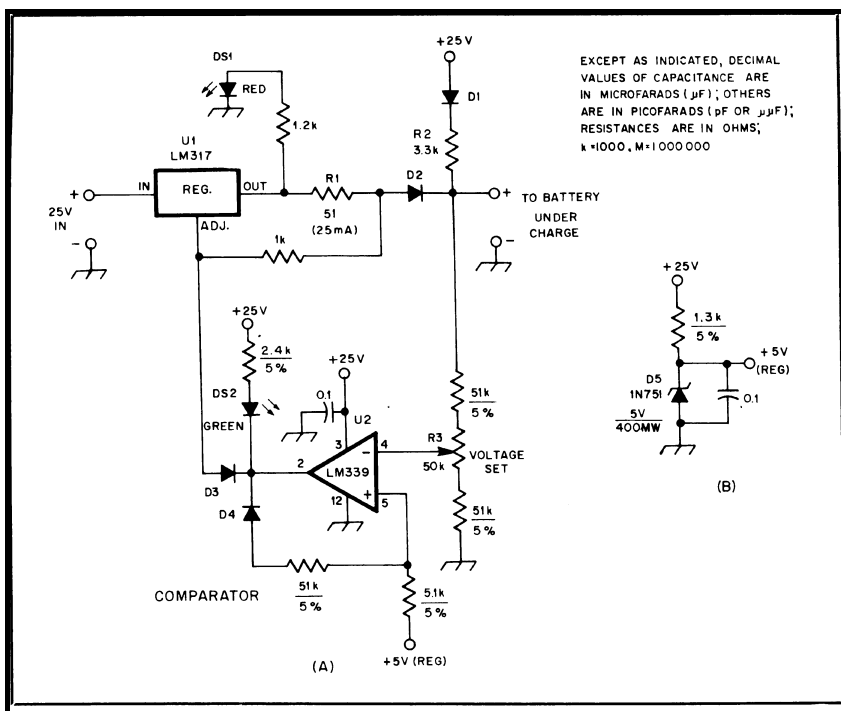 +25V
DS1
RED
1.2k
U1
LM317
IN
REG.
OUT
ADJ.
+
25V
IN
-
R1
51
(25mA)
1k
D1
R2
3.3k
D2
+
TO BATTERY
UNDER
CHARGE
-
EXCEPT AS INDICATED, DECIMAL
VALUES OF CAPACITANCE ARE
IN MICROFARADS (µF); OTHERS
ARE IN PICOFARADS (pF OR µµF);
RESISTANCES ARE IN OHMS;
k=1000, M=1000000
+25V
2.4k
5%
DS2
GREEN
+25V
0.1
U2
3
4
-
LM339
2
+
12
5
D3
D4
51k
5%
R3
50k
VOLTAGE
SET
51k
5%
51k
5%
5.1k
5%
+5V (REG)
COMPARATOR
(A)
+25V
1.3k
5%
+5V
(REG)
D5
1N751
5V
400MW
0.1
(B)